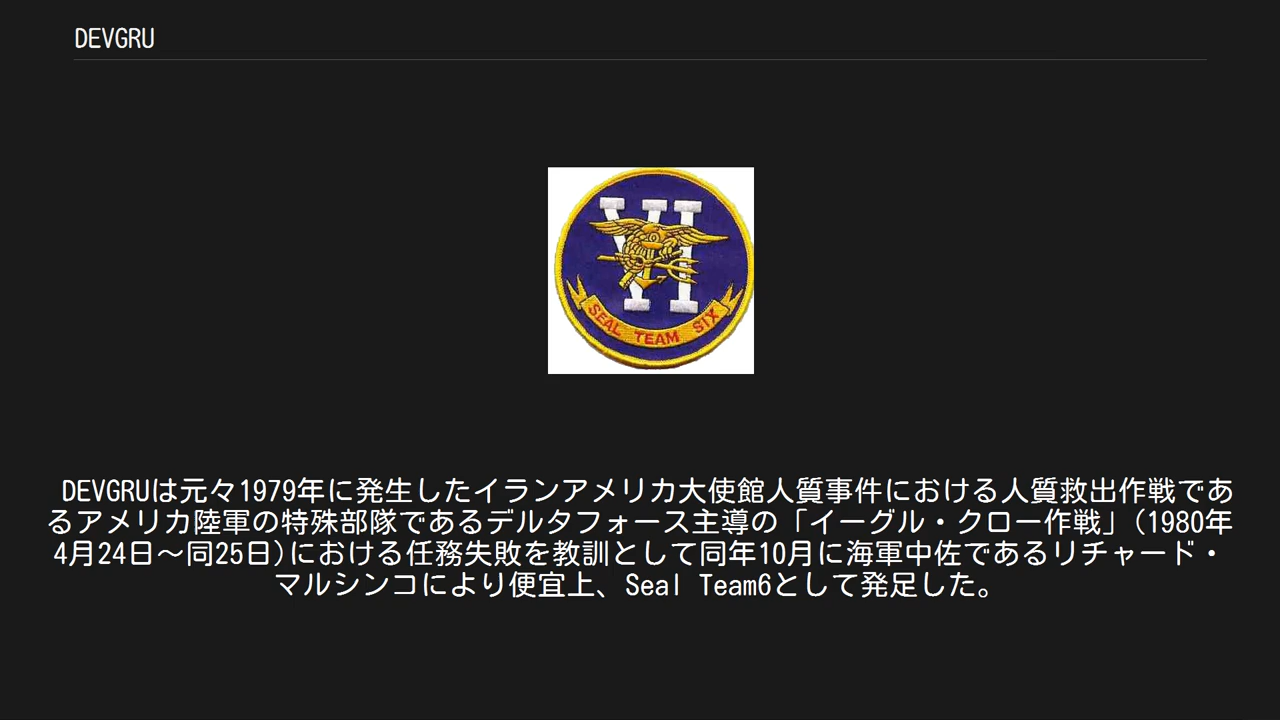 DEVGRU
VI
SEAL TEAM SIX
DEVGRUは元々1979年に発生したイランアメリカ大使館人質事件における人質救出作戦であ
るアメリカ陸軍の特殊部隊であるデルタフォース主導の「イーグル・クロー作戦」(1980年
4月24日～同25日)における任務失敗を教訓として同年10月に海軍中佐であるリチャード・
マルシンコにより便宜上、Seal Team6として発足した。